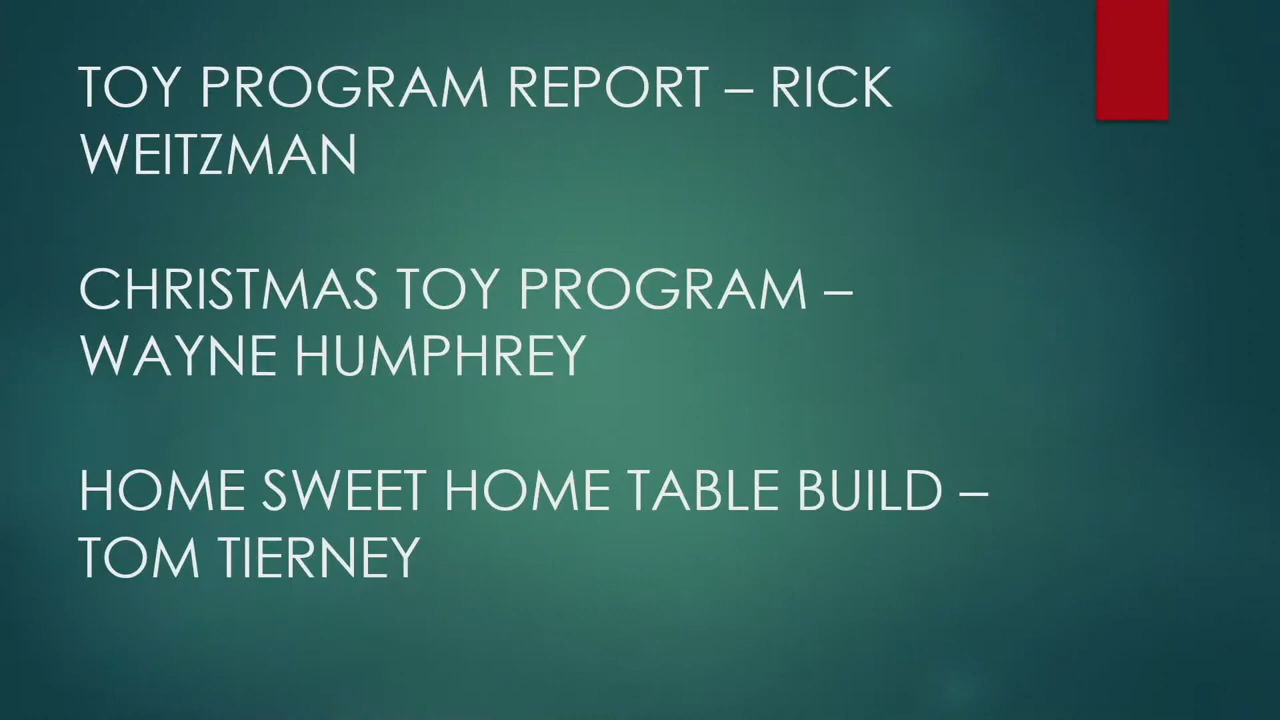 TOY PROGRAM REPORT – RICK
WEITZMAN
CHRISTMAS TOY PROGRAM –
WAYNE HUMPHREY
HOME SWEET HOME TABLE BUILD –
TOM TIERNEY